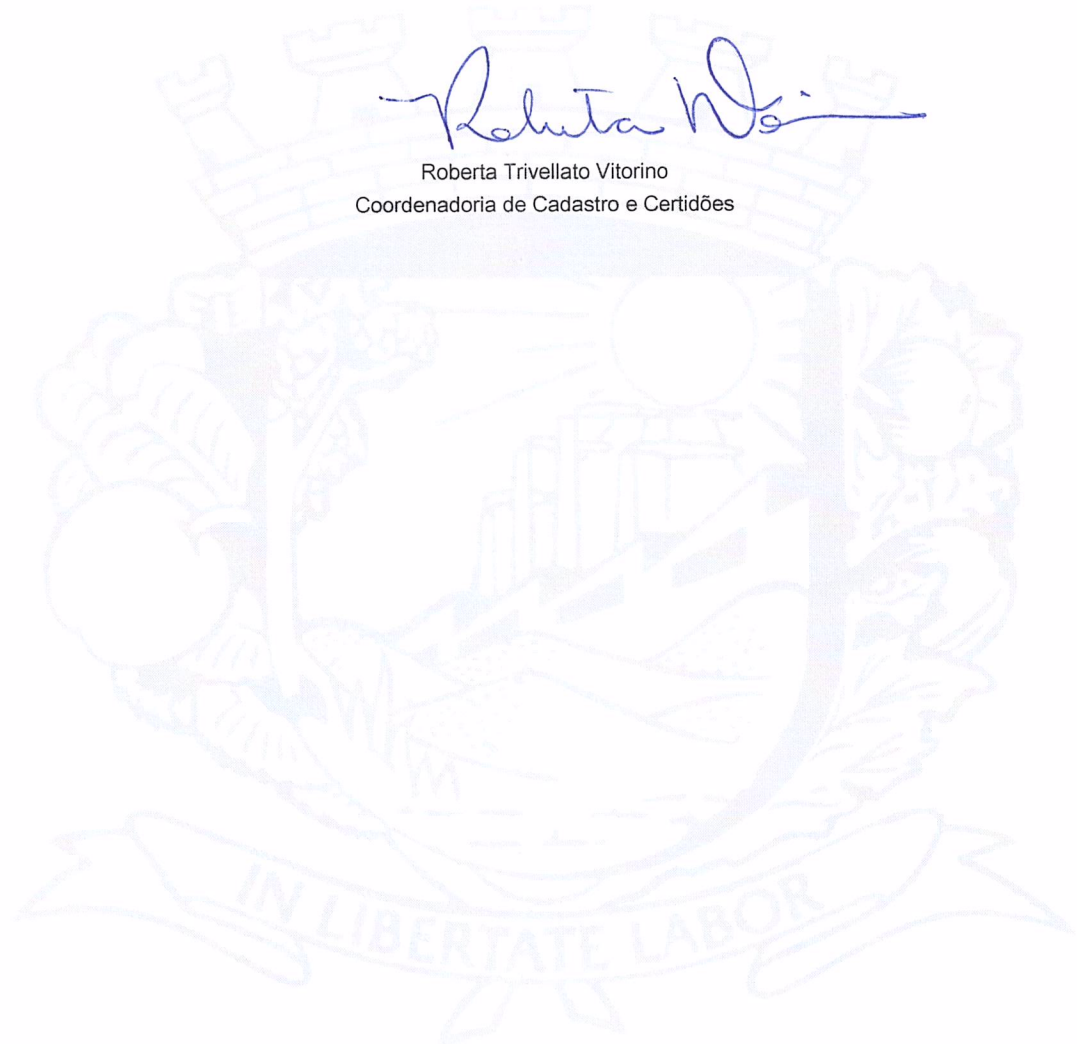 Roberta Trivellato Vitorino
Coordenadoria de Cadastro e Certidões
IN LIBERTATE LABOR